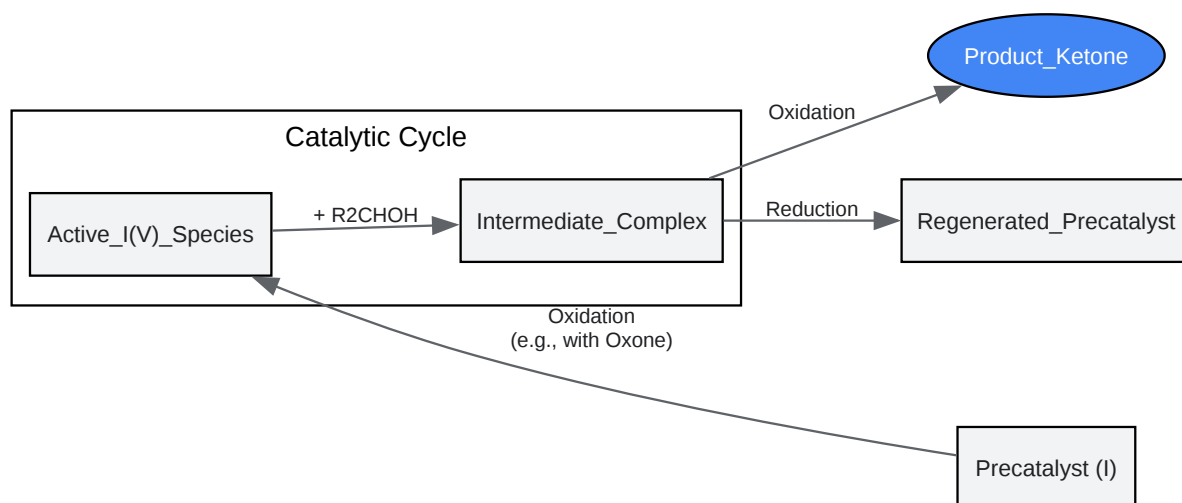 Product_Ketone
Oxidation
Catalytic Cycle
+ R2CHOH
Intermediate_Complex
Reduction
Regenerated_Precatalyst
Active_I(V)_Species
Oxidation
(e.g., with Oxone)
Precatalyst (I)